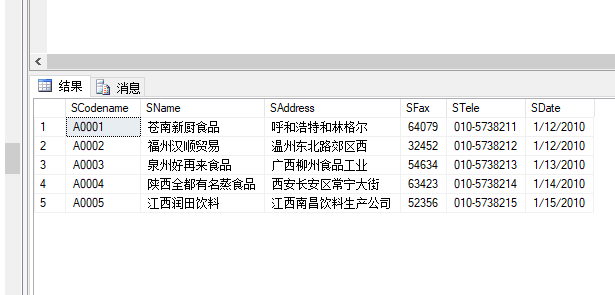 结果 消息
SCodename SName SAddress SFax STele SDate
1 A0001 苍南新厨食品 呼和浩特和林格尔 64079 010-5738211 1/12/2010
2 A0002 福州汉顺贸易 温州东北路郊区西 32452 010-5738212 1/12/2010
3 A0003 泉州好再来食品 广西柳州食品工业 54634 010-5738213 1/13/2010
4 A0004 陕西全都有名蒸食品 西安长安区常宁大街 63423 010-5738214 1/14/2010
5 A0005 江西润田饮料 江西南昌饮料生产公司 52356 010-5738215 1/15/2010